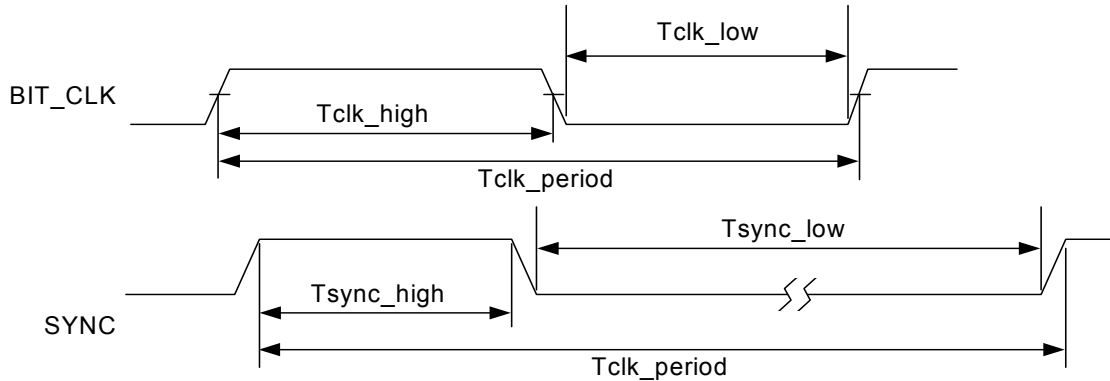 Tclk_low
BIT_CLK
Tclk_high
Tclk_period
Tsync_low
Tsync_high
SYNC
Tclk_period